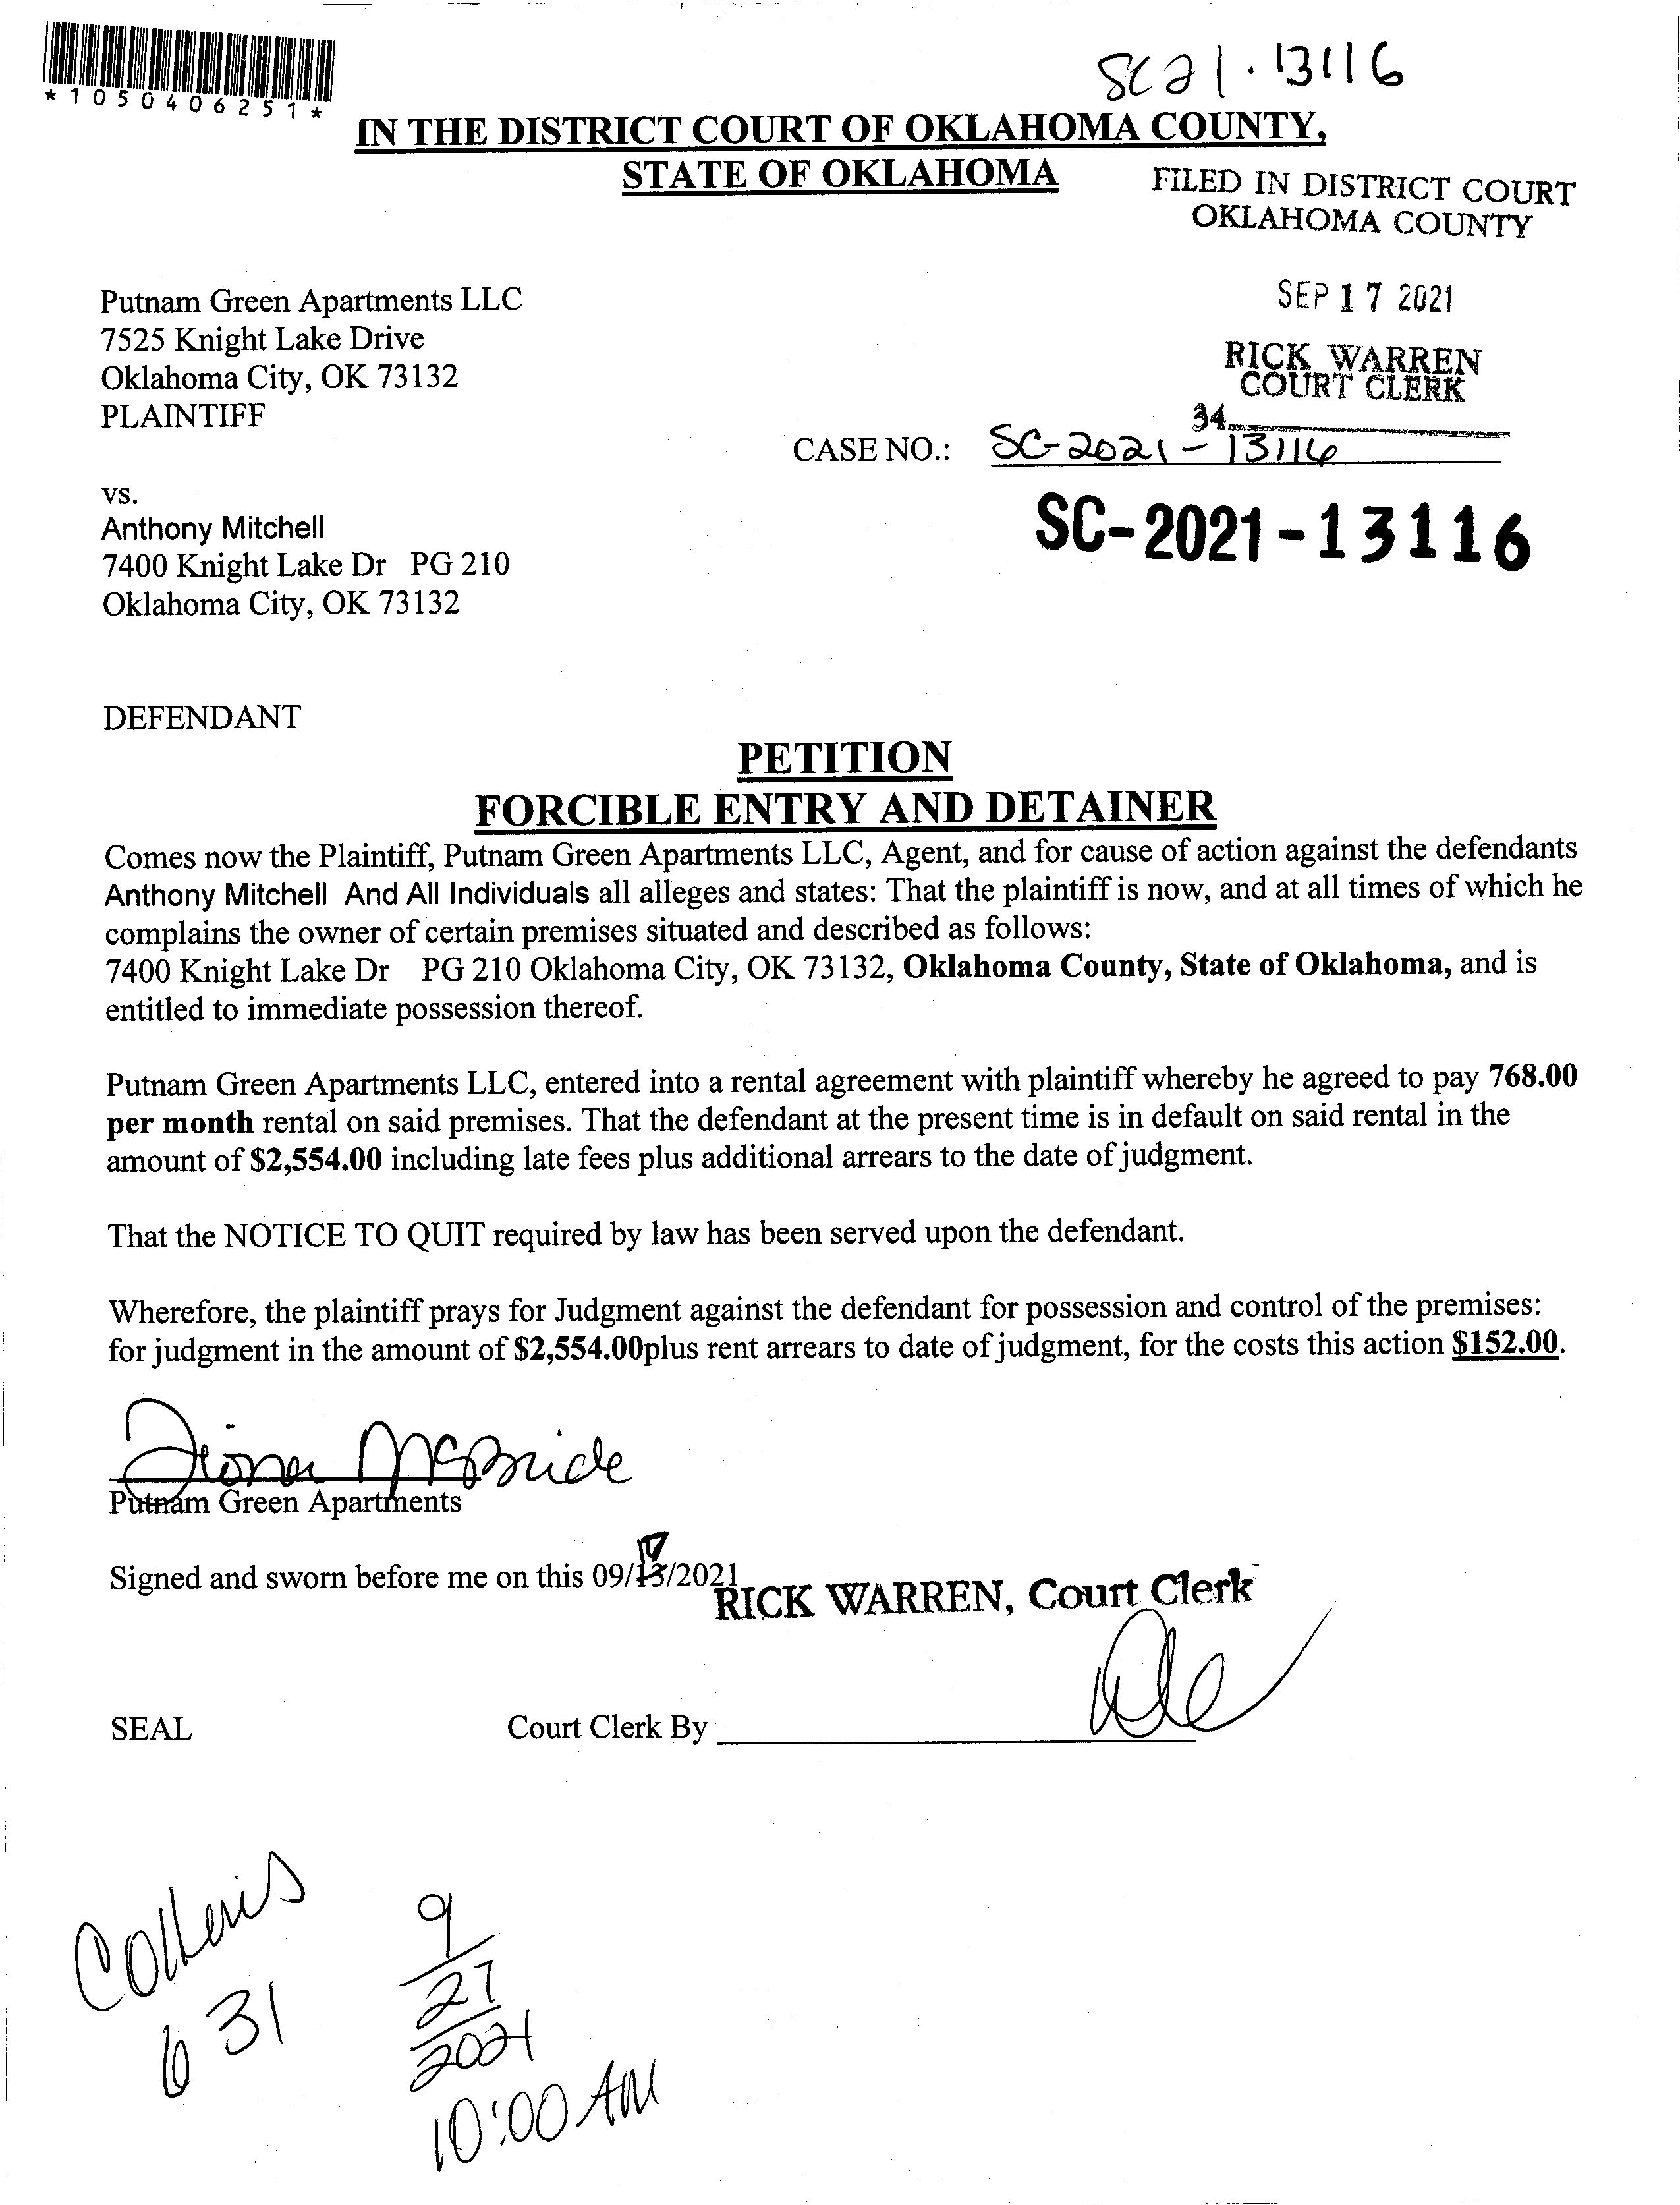 SC21.13116
*1050406251*
IN THE DISTRICT COURT OF OKLAHOMA COUNTY,
STATE OF OKLAHOMA
FILED IN DISTRICT COURT
OKLAHOMA COUNTY
SEP 17 2021
RICK WARREN
COURT CLERK
34
Putnam Green Apartments LLC
7525 Knight Lake Drive
Oklahoma City, OK 73132
PLAINTIFF
CASE NO.: SC-2021-13116
SC-2021-13116
vs.
Anthony Mitchell
7400 Knight Lake Dr PG 210
Oklahoma City, OK 73132
DEFENDANT
PETITION
FORCIBLE ENTRY AND DETAINER
Comes now the Plaintiff, Putnam Green Apartments LLC, Agent, and for cause of action against the defendants
Anthony Mitchell And All Individuals all alleges and states: That the plaintiff is now, and at all times of which he
complains the owner of certain premises situated and described as follows:
7400 Knight Lake Dr PG 210 Oklahoma City, OK 73132, Oklahoma County, State of Oklahoma, and is
entitled to immediate possession thereof.
Putnam Green Apartments LLC, entered into a rental agreement with plaintiff whereby he agreed to pay 768.00
per month rental on said premises. That the defendant at the present time is in default on said rental in the
amount of $2,554.00 including late fees plus additional arrears to the date of judgment.
That the NOTICE TO QUIT required by law has been served upon the defendant.
Wherefore, the plaintiff prays for Judgment against the defendant for possession and control of the premises:
for judgment in the amount of $2,554.00plus rent arrears to date of judgment, for the costs this action $152.00.
Fiona McBride
Putnam Green Apartments
Signed and sworn before me on this 09/17/2021
RICK WARREN, Court Clerk
SEAL
Court Clerk By
631
9
27
2021
10:00 AM